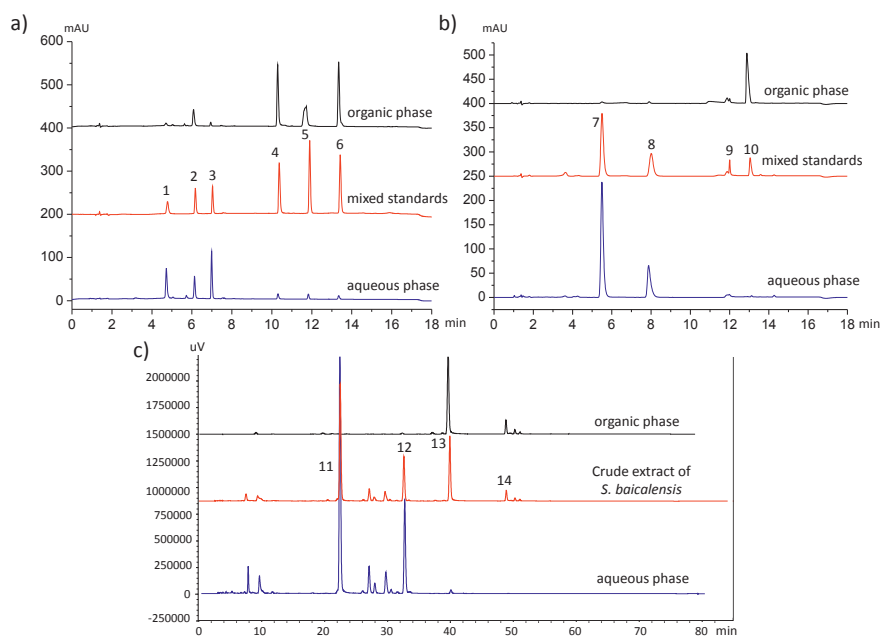 a)
mAU
600
500
400
300
200
100
0
0 2 4 6 8 10 12 14 16 18 min
organic phase
mixed standards
aqueous phase
1 2 3 4 5 6
b)
mAU
500
450
400
350
300
250
200
150
100
50
0
0 2 4 6 8 10 12 14 16 18 min
organic phase
mixed standards
aqueous phase
7 8 9 10
c)
uV
2000000
1750000
1500000
1250000
1000000
750000
500000
250000
0
-250000
0 10 20 30 40 50 60 70 80 min
organic phase
Crude extract of
S. baicalensis
aqueous phase
11 12 13 14